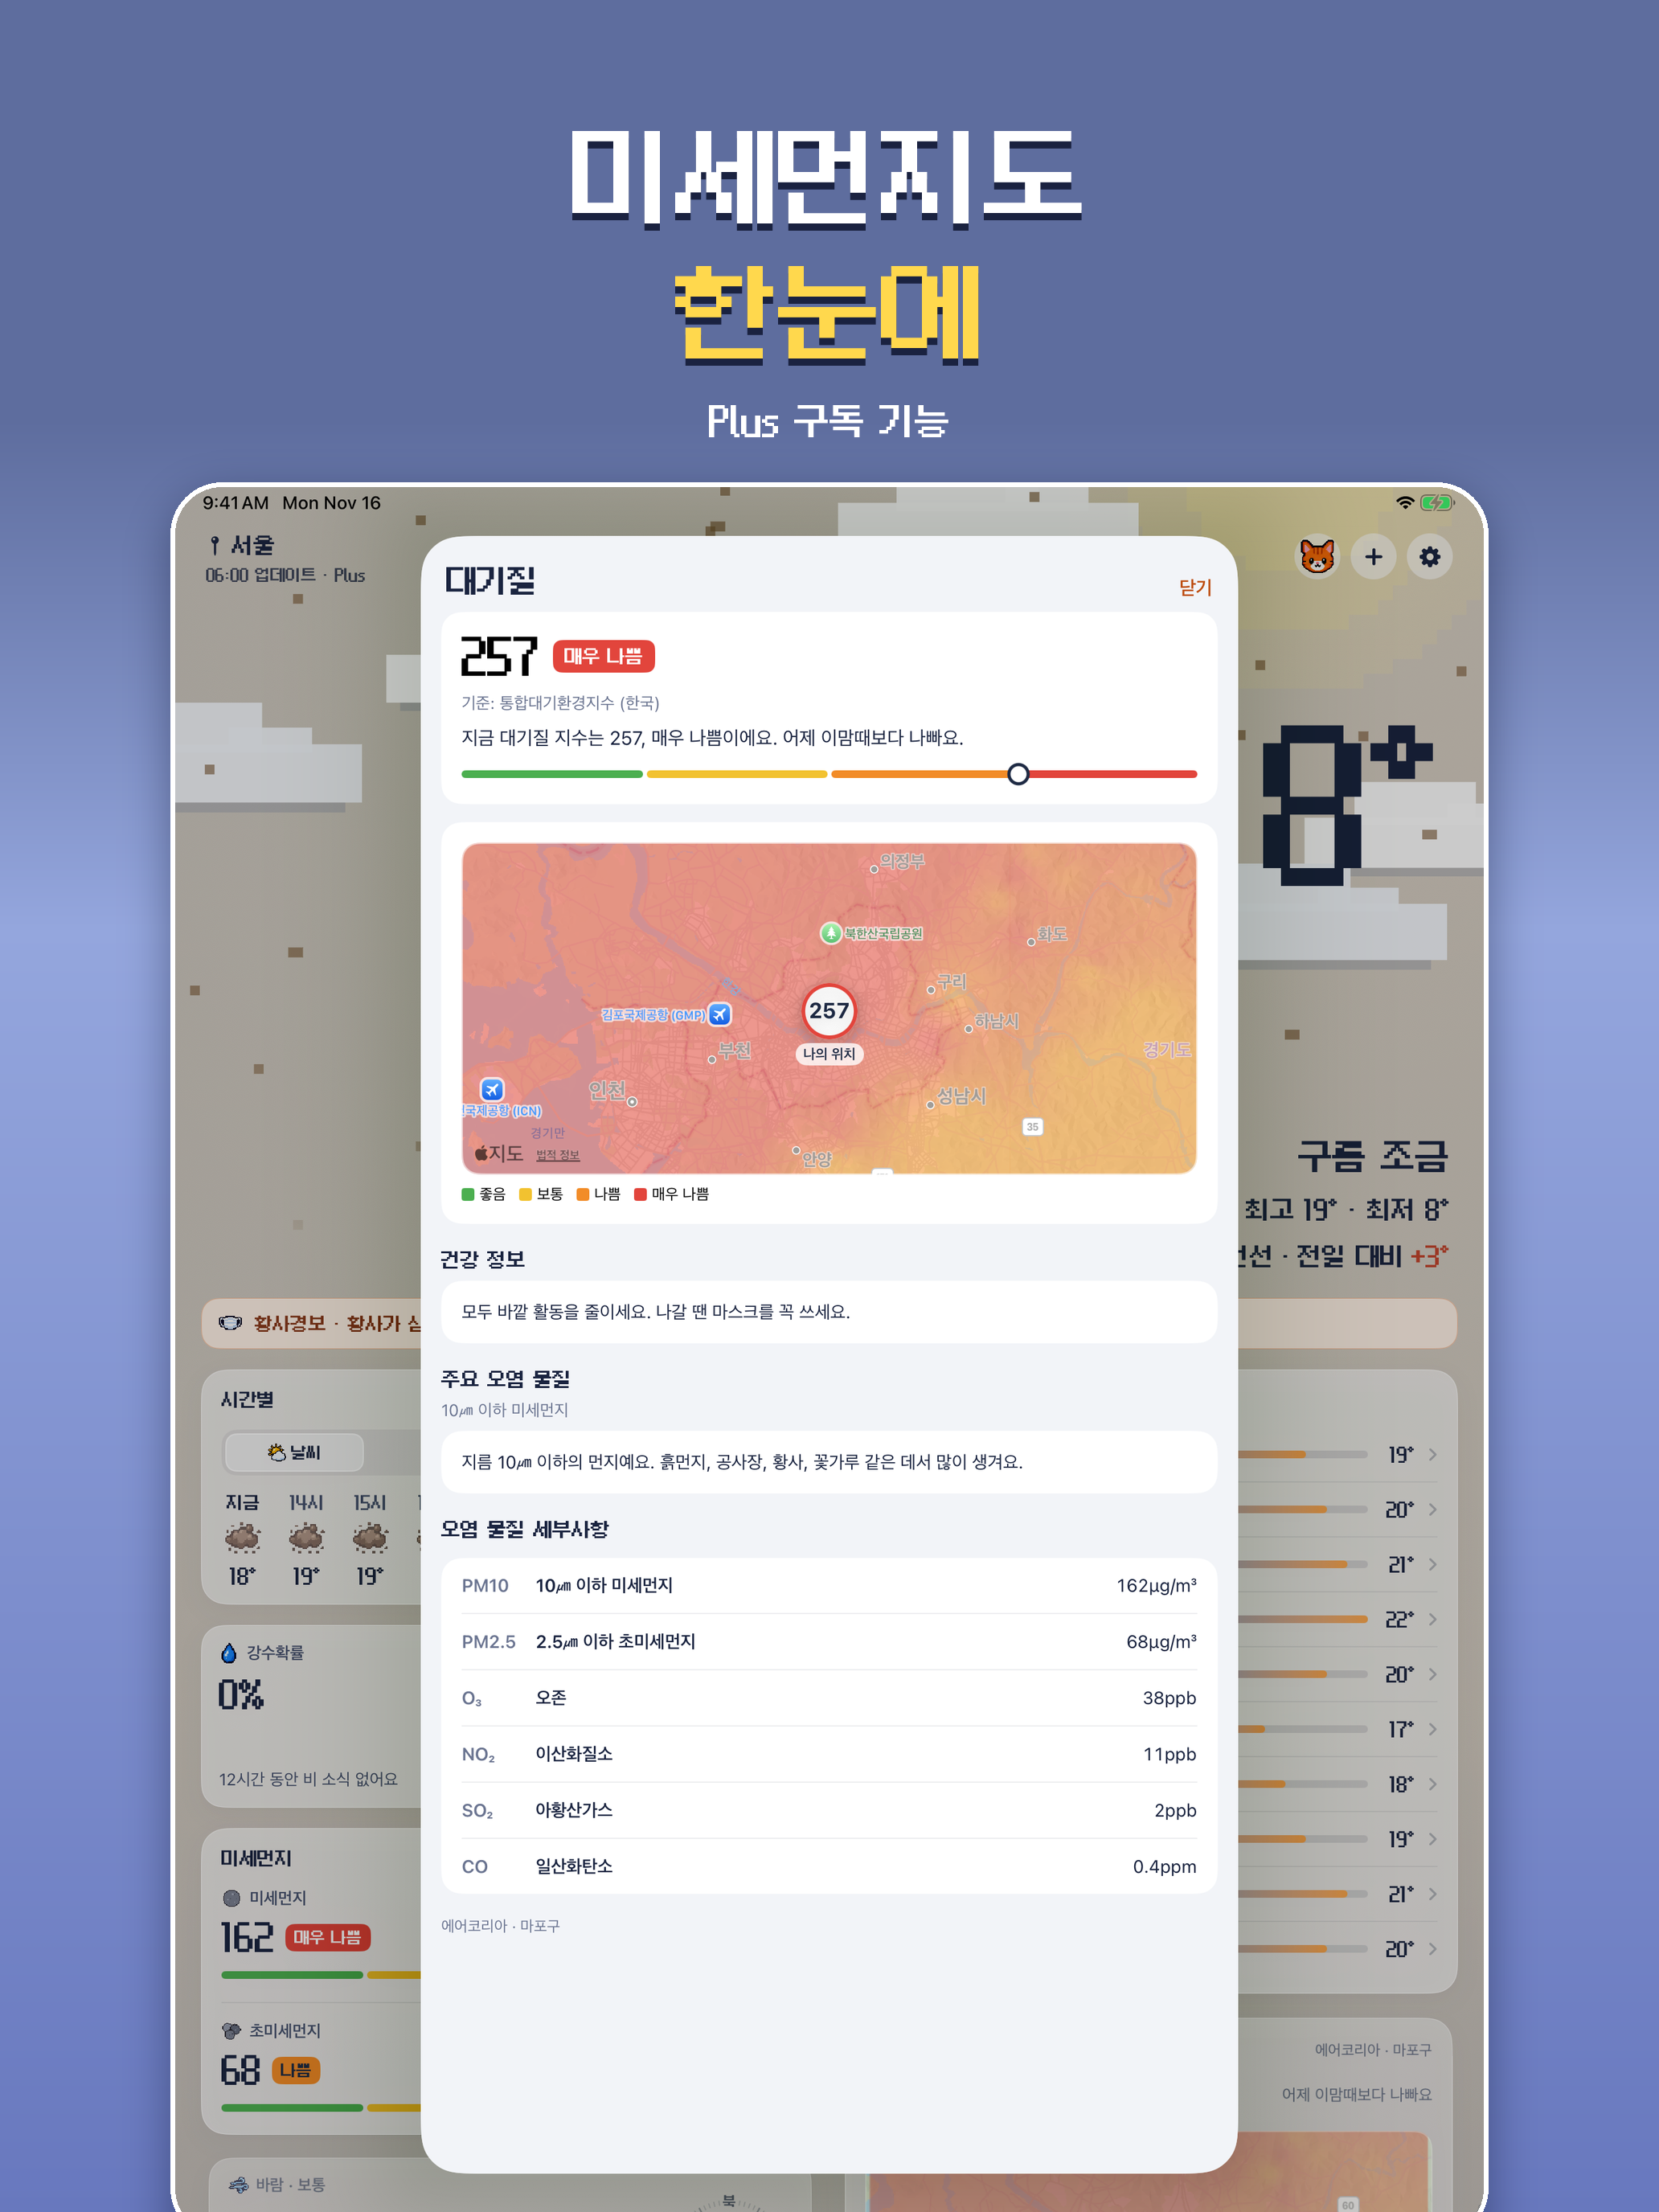 미세먼지도
한눈에
Plus 구독 기능
9:41 AM Mon Nov 16
서울
06:00 업데이트 · Plus
8°
구름 조금
최고 19° · 최저 8°
전일 대비 +3°
황사경보 · 황사가
시간별
날씨
지금 14시 15시
18° 19° 19°
강수확률
0%
12시간 동안 비 소식 없어요
미세먼지
미세먼지
162 매우 나쁨
초미세먼지
68 나쁨
바람 · 보통
북
대기질
닫기
257 매우 나쁨
기준: 통합대기환경지수 (한국)
지금 대기질 지수는 257, 매우 나쁨이에요. 어제 이맘때보다 나빠요.
의정부
북한산국립공원
화도
구리
257
김포국제공항 (GMP)
하남시
부천
나의 위치
경기도
인천
성남시
국제공항 (ICN)
35
경기만
지도 법적 정보
안양
좋음 보통 나쁨 매우 나쁨
건강 정보
모두 바깥 활동을 줄이세요. 나갈 땐 마스크를 꼭 쓰세요.
주요 오염 물질
10㎛ 이하 미세먼지
지름 10㎛ 이하의 먼지예요. 흙먼지, 공사장, 황사, 꽃가루 같은 데서 많이 생겨요.
오염 물질 세부사항
PM10 10㎛ 이하 미세먼지 162μg/m³
PM2.5 2.5㎛ 이하 초미세먼지 68μg/m³
O₃ 오존 38ppb
NO₂ 이산화질소 11ppb
SO₂ 아황산가스 2ppb
CO 일산화탄소 0.4ppm
에어코리아 · 마포구
19°
20°
21°
22°
20°
17°
18°
19°
21°
20°
에어코리아 · 마포구
어제 이맘때보다 나빠요
60